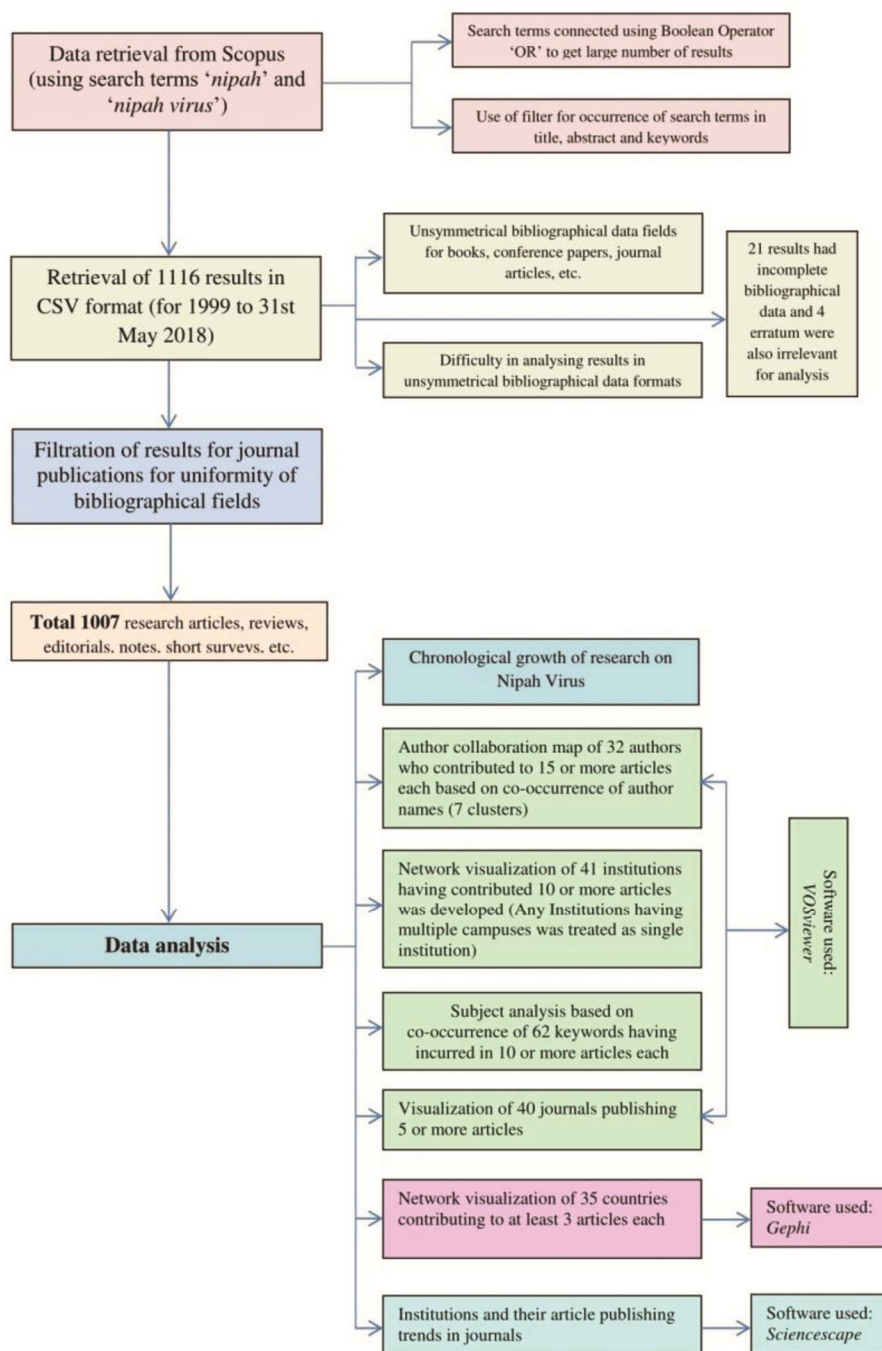 Data retrieval from Scopus
(using search terms ‘nipah’ and
‘nipah virus’)
Search terms connected using Boolean Operator
‘OR’ to get large number of results
Use of filter for occurrence of search terms in
title, abstract and keywords
Retrieval of 1116 results in
CSV format (for 1999 to 31st
May 2018)
Unsymmetrical bibliographical data fields
for books, conference papers, journal
articles, etc.
Difficulty in analysing results in
unsymmetrical bibliographical data formats
21 results had
incomplete
bibliographical
data and 4
erratum were
also irrelevant
for analysis
Filtration of results for journal
publications for uniformity of
bibliographical fields
Total 1007 research articles, reviews,
editorials, notes, short surveys, etc.
Data analysis
Chronological growth of research on
Nipah Virus
Author collaboration map of 32 authors
who contributed to 15 or more articles
each based on co-occurrence of author
names (7 clusters)
Network visualization of 41 institutions
having contributed 10 or more articles
was developed (Any Institutions having
multiple campuses was treated as single
institution)
Subject analysis based on
co-occurrence of 62 keywords having
incurred in 10 or more articles each
Visualization of 40 journals publishing
5 or more articles
Software used:
VOSviewer
Network visualization of 35 countries
contributing to at least 3 articles each
Software used:
Gephi
Institutions and their article publishing
trends in journals
Software used:
Sciencescape